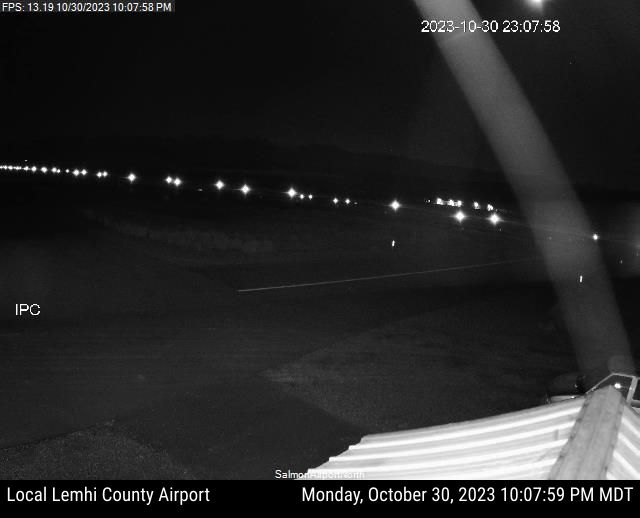 FPS: 13.19 10/30/2023 10:07:58 PM
2023-10-30 23:07:58
IPC
Local Lemhi County Airport
Monday, October 30, 2023 10:07:59 PM MDT